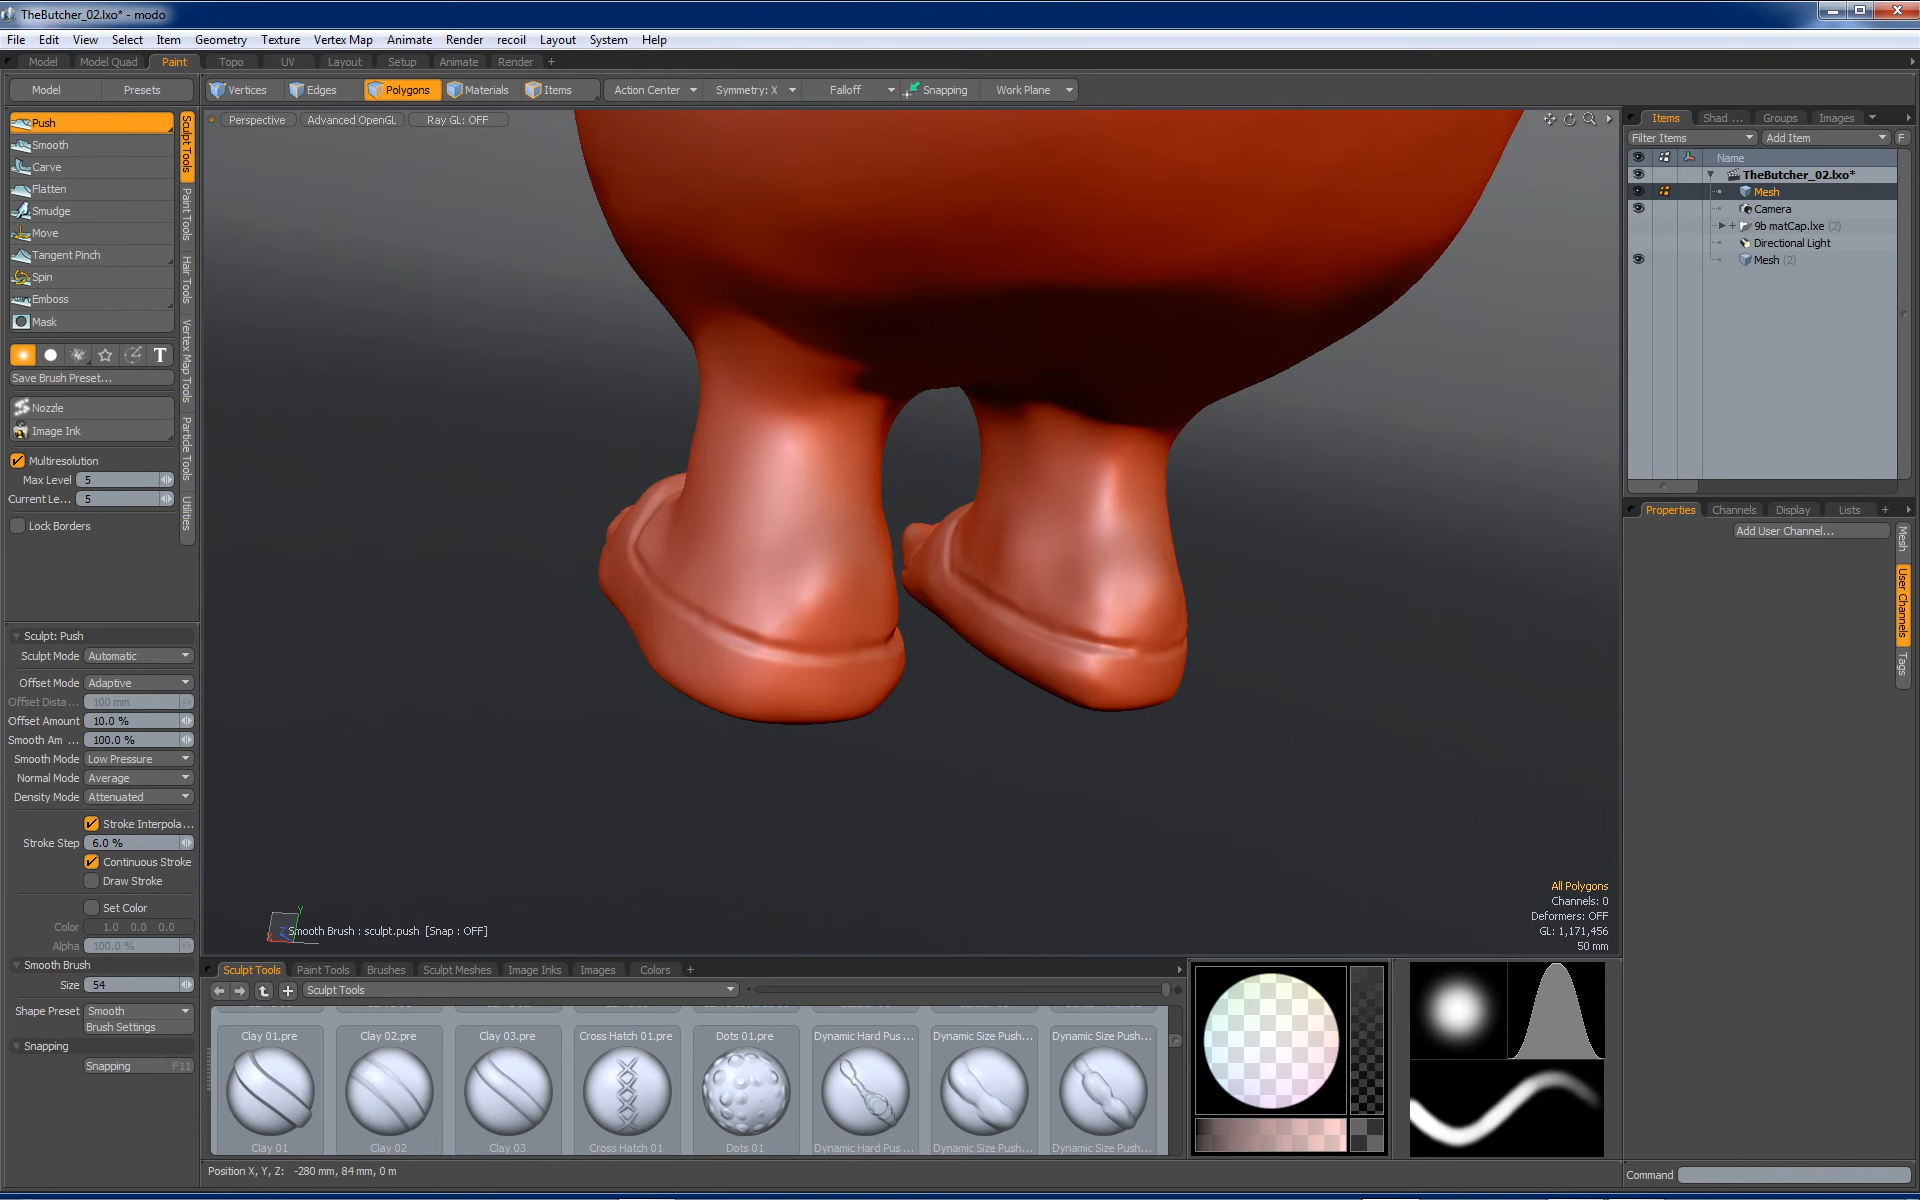 TheButcher_02.lxo* - modo
File Edit View Select Item Geometry Texture Vertex Map Animate Render recoil Layout System Help
Model Model Quad Paint Topo UV Layout Setup Animate Render +
Model Presets Vertices Edges Polygons Materials Items Action Center Symmetry: X Falloff Snapping Work Plane
Perspective Advanced OpenGL Ray GL: OFF
Push
Smooth
Carve
Flatten
Smudge
Move
Tangent Pinch
Spin
Emboss
Mask
T
Save Brush Preset...
Nozzle
Image Ink
Multiresolution
Max Level 5
Current Le... 5
Lock Borders
Sculpt Tools
Paint Tools
Hair Tools
Vertex Map Tools
Particle Tools
Utilities
Sculpt: Push
Sculpt Mode Automatic
Offset Mode Adaptive
Offset Dista... 100 mm
Offset Amount 10.0 %
Smooth Am ... 100.0 %
Smooth Mode Low Pressure
Normal Mode Average
Density Mode Attenuated
Stroke Interpola...
Stroke Step 6.0 %
Continuous Stroke
Draw Stroke
Set Color
Color 1.0 0.0 0.0
Alpha 100.0 %
Smooth Brush
Size 54
Shape Preset Smooth
Brush Settings
Snapping
Snapping F11
Y
X
Z
Smooth Brush : sculpt.push [Snap : OFF]
All Polygons
Channels: 0
Deformers: OFF
GL: 1,171,456
50 mm
Sculpt Tools Paint Tools Brushes Sculpt Meshes Image Inks Images Colors +
Sculpt Tools
Clay 01.pre Clay 02.pre Clay 03.pre Cross Hatch 01.pre Dots 01.pre Dynamic Hard Pus ... Dynamic Size Push... Dynamic Size Push...
Clay 01 Clay 02 Clay 03 Cross Hatch 01 Dots 01 Dynamic Hard Pus ... Dynamic Size Push... Dynamic Size Push...
Position X, Y, Z: -280 mm, 84 mm, 0 m
Items Shad ... Groups Images
Filter Items Add Item F
Name
TheButcher_02.lxo*
Mesh
Camera
9b matCap.lxe (2)
Directional Light
Mesh (2)
Properties Channels Display Lists +
Add User Channel...
Mesh
User Channels
Tags
Command